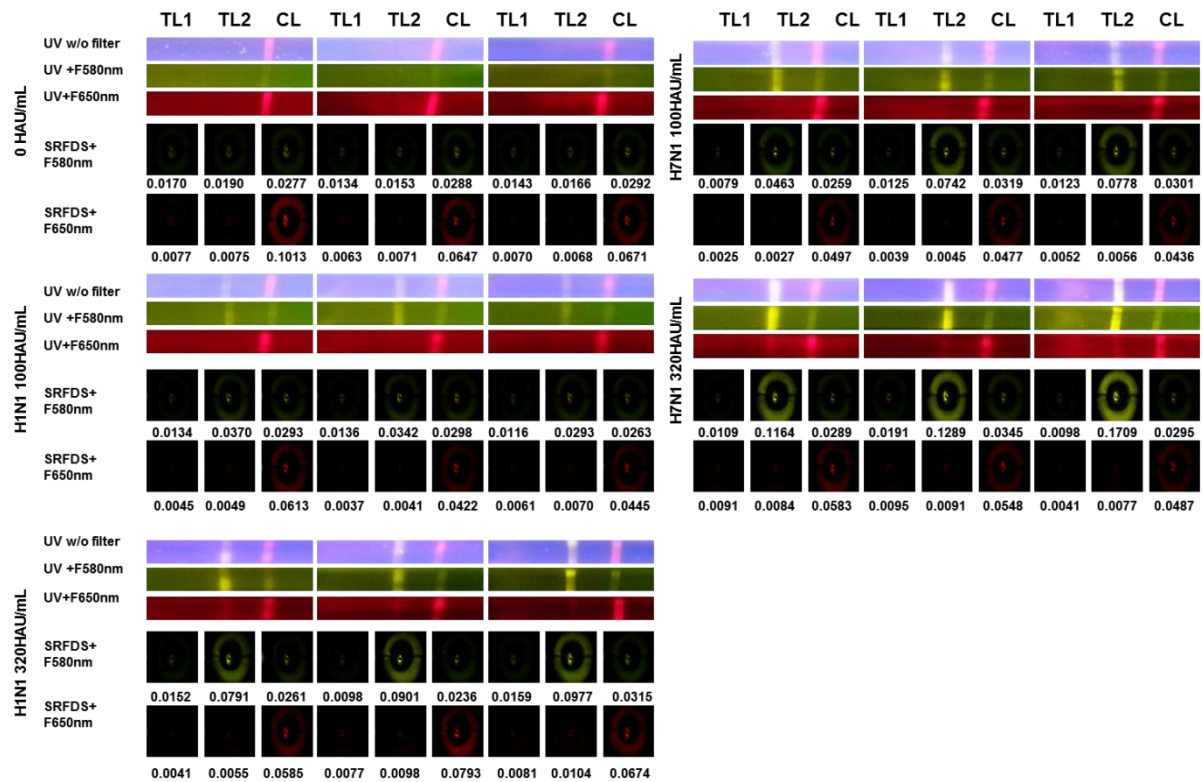 TL1 TL2 CL TL1 TL2 CL TL1 TL2 CL
0 HAU/mL
UV w/o filter
UV +F580nm
UV+F650nm
SRFDS+
F580nm
0.0170 0.0190 0.0277 0.0134 0.0153 0.0288 0.0143 0.0166 0.0292
SRFDS+
F650nm
0.0077 0.0075 0.1013 0.0063 0.0071 0.0647 0.0070 0.0068 0.0671
H1N1 100HAU/mL
UV w/o filter
UV +F580nm
UV+F650nm
SRFDS+
F580nm
0.0134 0.0370 0.0293 0.0136 0.0342 0.0298 0.0116 0.0293 0.0263
SRFDS+
F650nm
0.0045 0.0049 0.0613 0.0037 0.0041 0.0422 0.0061 0.0070 0.0445
H1N1 320HAU/mL
UV w/o filter
UV +F580nm
UV+F650nm
SRFDS+
F580nm
0.0152 0.0791 0.0261 0.0098 0.0901 0.0236 0.0159 0.0977 0.0315
SRFDS+
F650nm
0.0041 0.0055 0.0585 0.0077 0.0098 0.0793 0.0081 0.0104 0.0674
TL1 TL2 CL TL1 TL2 CL TL1 TL2 CL
H7N1 100HAU/mL
0.0079 0.0463 0.0259 0.0125 0.0742 0.0319 0.0123 0.0778 0.0301
0.0025 0.0027 0.0497 0.0039 0.0045 0.0477 0.0052 0.0056 0.0436
H7N1 320HAU/mL
0.0109 0.1164 0.0289 0.0191 0.1289 0.0345 0.0098 0.1709 0.0295
0.0091 0.0084 0.0583 0.0095 0.0091 0.0548 0.0041 0.0077 0.0487